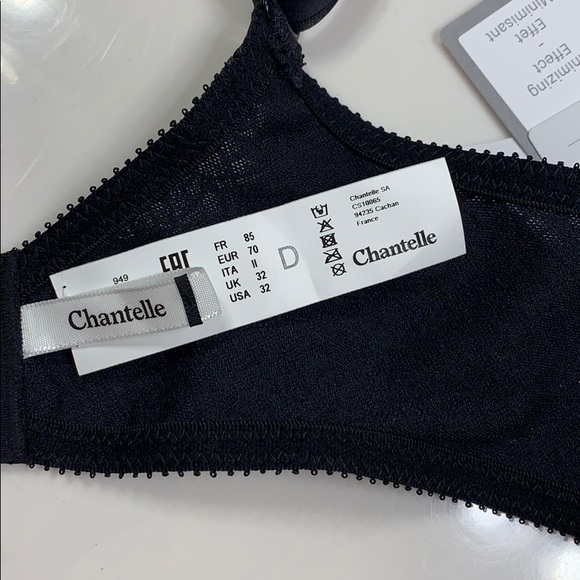 Minimizing
Effect
-
Effet
Minimisant
949
EAC
FR 85
EUR 70
ITA II
UK 32
USA 32
D
Chantelle SA
CS10065
94235 Cachan
France
Chantelle
Chantelle